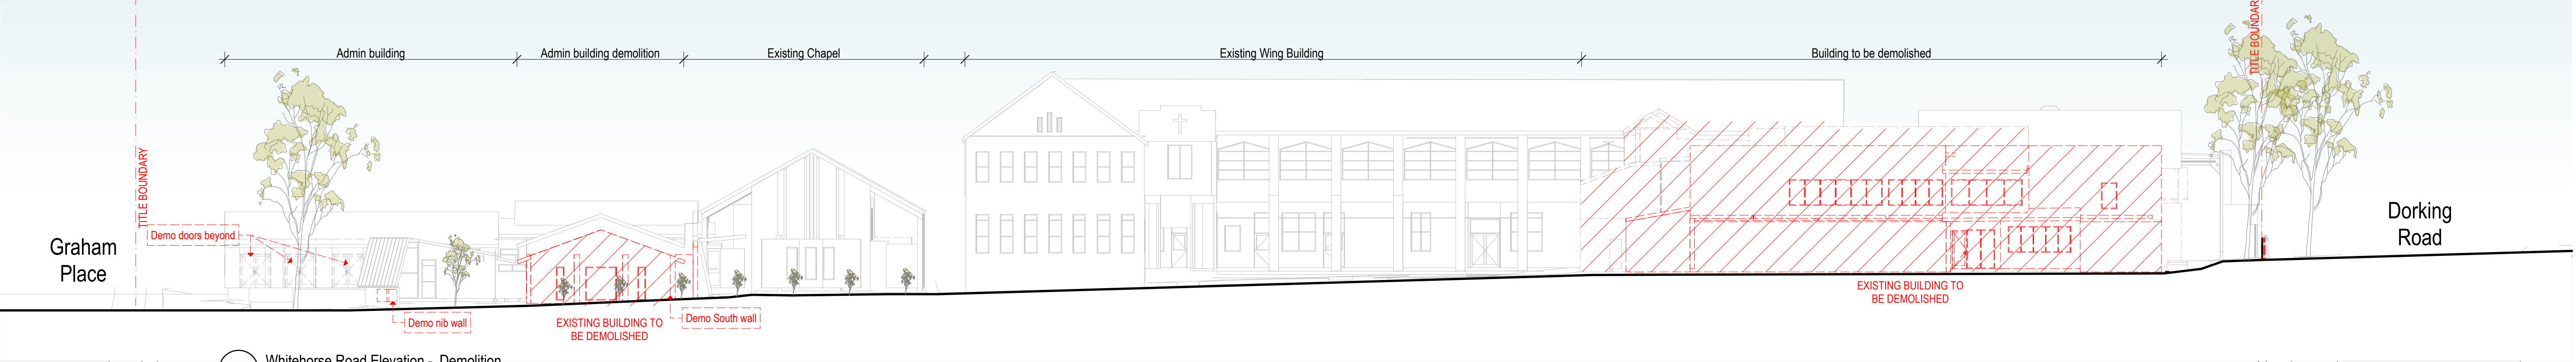 TITLE BOUNDARY
Admin building
Admin building demolition
Existing Chapel
Existing Wing Building
Building to be demolished
TITLE BOUNDARY
Graham
Place
Demo doors beyond
Demo nib wall
EXISTING BUILDING TO
BE DEMOLISHED
Demo South wall
EXISTING BUILDING TO
BE DEMOLISHED
Dorking
Road
Whitehorse Road Elevation - Demolition